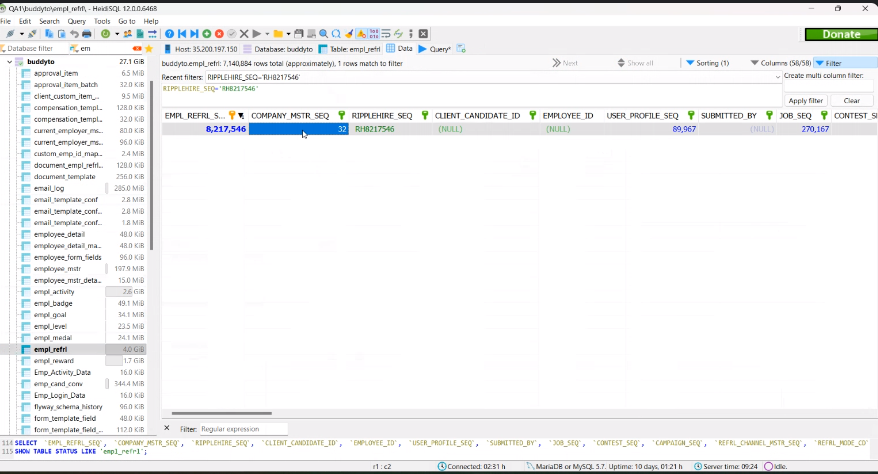 QA1\buddyto\empl_refrl\ - HeidiSQL 12.0.0.6468
File Edit Search Query Tools Go to Help
Donate
Database filter em Host: 35.200.197.150 Database: buddyto Table: empl_refrl Data Query*
buddyto 27.1 GiB
buddyto.empl_refrl: 7,140,884 rows total (approximately), 1 rows match to filter Next Show all Sorting (1) Columns (58/58) Filter
Recent filters: RIPPLEHIRE_SEQ='RH8217546' Create multi column filter:
RIPPLEHIRE_SEQ='RH8217546'
Apply filter Clear
EMPL_REFRL_S... COMPANY_MSTR_SEQ RIPPLEHIRE_SEQ CLIENT_CANDIDATE_ID EMPLOYEE_ID USER_PROFILE_SEQ SUBMITTED_BY JOB_SEQ CONTEST_S
8,217,546 32 RH8217546 (NULL) (NULL) 89,967 (NULL) 270,167
approval_item 6.5 MiB
approval_item_batch 32.0 KiB
client_custom_item_... 9.5 MiB
compensation_templ... 128.0 KiB
compensation_templ... 32.0 KiB
current_employer_ms... 80.0 KiB
current_employer_ms... 96.0 KiB
custom_emp_id_map... 2.4 MiB
document_empl_refrl... 128.0 KiB
document_template 256.0 KiB
email_log 285.0 MiB
email_template_conf 2.8 MiB
email_template_conf... 2.8 MiB
email_template_conf... 1.8 MiB
employee_detail 48.0 KiB
employee_detail_ma... 48.0 KiB
employee_form_fields 96.0 KiB
employee_mstr 197.9 MiB
employee_mstr_deta... 15.0 MiB
empl_activity 2.6 GiB
empl_badge 49.1 MiB
empl_goal 34.1 MiB
empl_level 23.5 MiB
empl_medal 24.1 MiB
empl_refrl 4.0 GiB
empl_reward 1.7 GiB
Emp_Activity_Data 16.0 KiB
emp_cand_conv 344.4 MiB
Emp_Login_Data 16.0 KiB
flyway_schema_history 96.0 KiB
form_template_field 48.0 KiB
form_template_field_... 112.0 KiB
Filter: Regular expression
114 SELECT `EMPL_REFRL_SEQ`, `COMPANY_MSTR_SEQ`, `RIPPLEHIRE_SEQ`, `CLIENT_CANDIDATE_ID`, `EMPLOYEE_ID`, `USER_PROFILE_SEQ`, `SUBMITTED_BY`, `JOB_SEQ`, `CONTEST_SEQ`, `CAMPAIGN_SEQ`, `REFRL_CHANNEL_MSTR_SEQ`, `REFRL_MODE_CD`
115 SHOW TABLE STATUS LIKE 'empl_refrl';
r1 : c2 Connected: 02:31 h MariaDB or MySQL 5.7. Uptime: 10 days, 01:21 h Server time: 09:24 Idle.